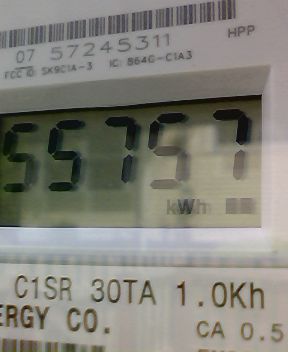 HPP
07 57245311
FCC ID: SK9C1A-3 IC: 864G-C1A3
55757
kWh
C1SR 30TA 1.0Kh
ERGY CO.
CA 0.5